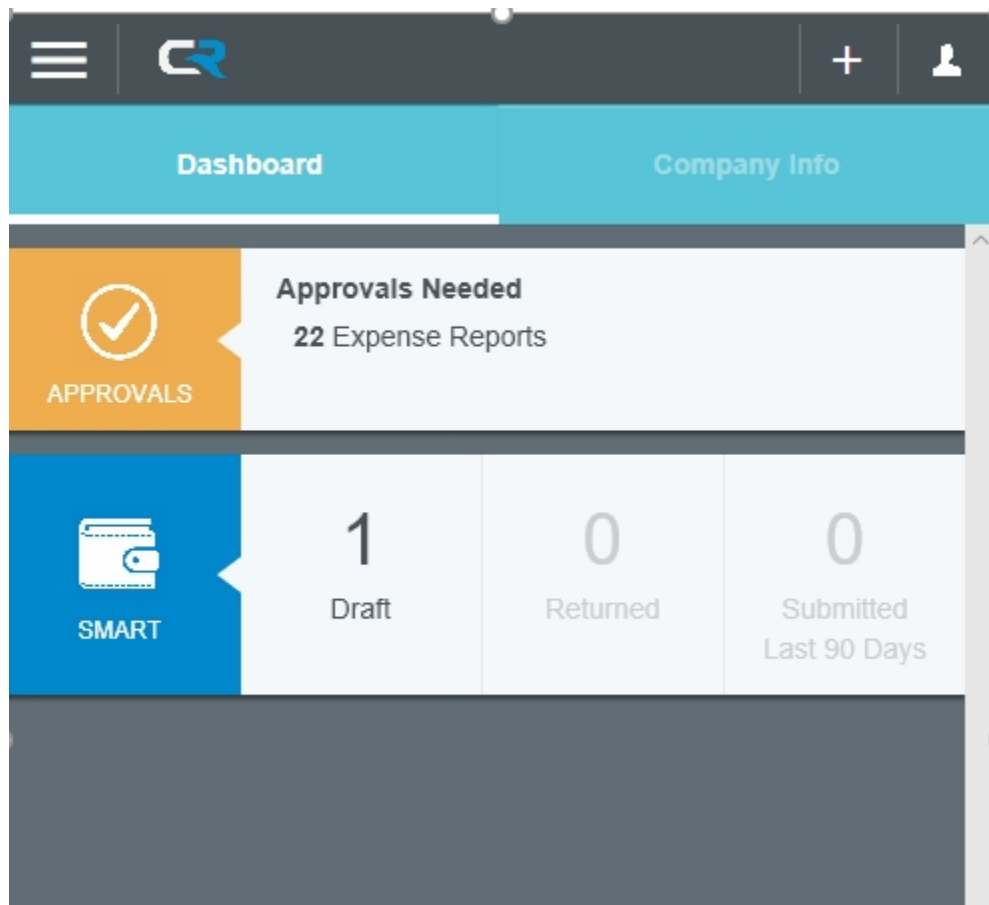 CR
+
Dashboard
Company Info
APPROVALS
Approvals Needed
22 Expense Reports
SMART
1
Draft
0
Returned
0
Submitted
Last 90 Days